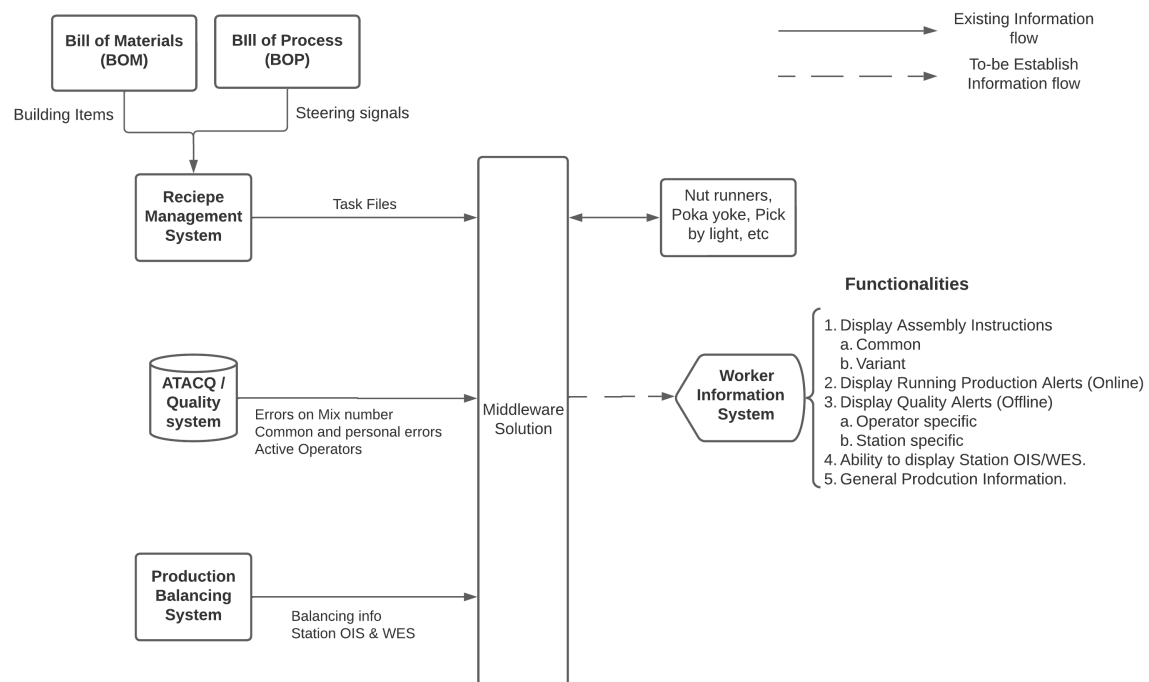 Bill of Materials
(BOM)
BIll of Process
(BOP)
Existing Information
flow
To-be Establish
Information flow
Building Items
Steering signals
Reciepe
Management
System
Task Files
Nut runners,
Poka yoke, Pick
by light, etc
Functionalities
ATACQ /
Quality
system
Errors on Mix number
Common and personal errors
Active Operators
Middleware
Solution
Worker
Information
System
1. Display Assembly Instructions
a. Common
b. Variant
2. Display Running Production Alerts (Online)
3. Display Quality Alerts (Offline)
a. Operator specific
b. Station specific
4. Ability to display Station OIS/WES.
5. General Prodcution Information.
Production
Balancing
System
Balancing info
Station OIS & WES